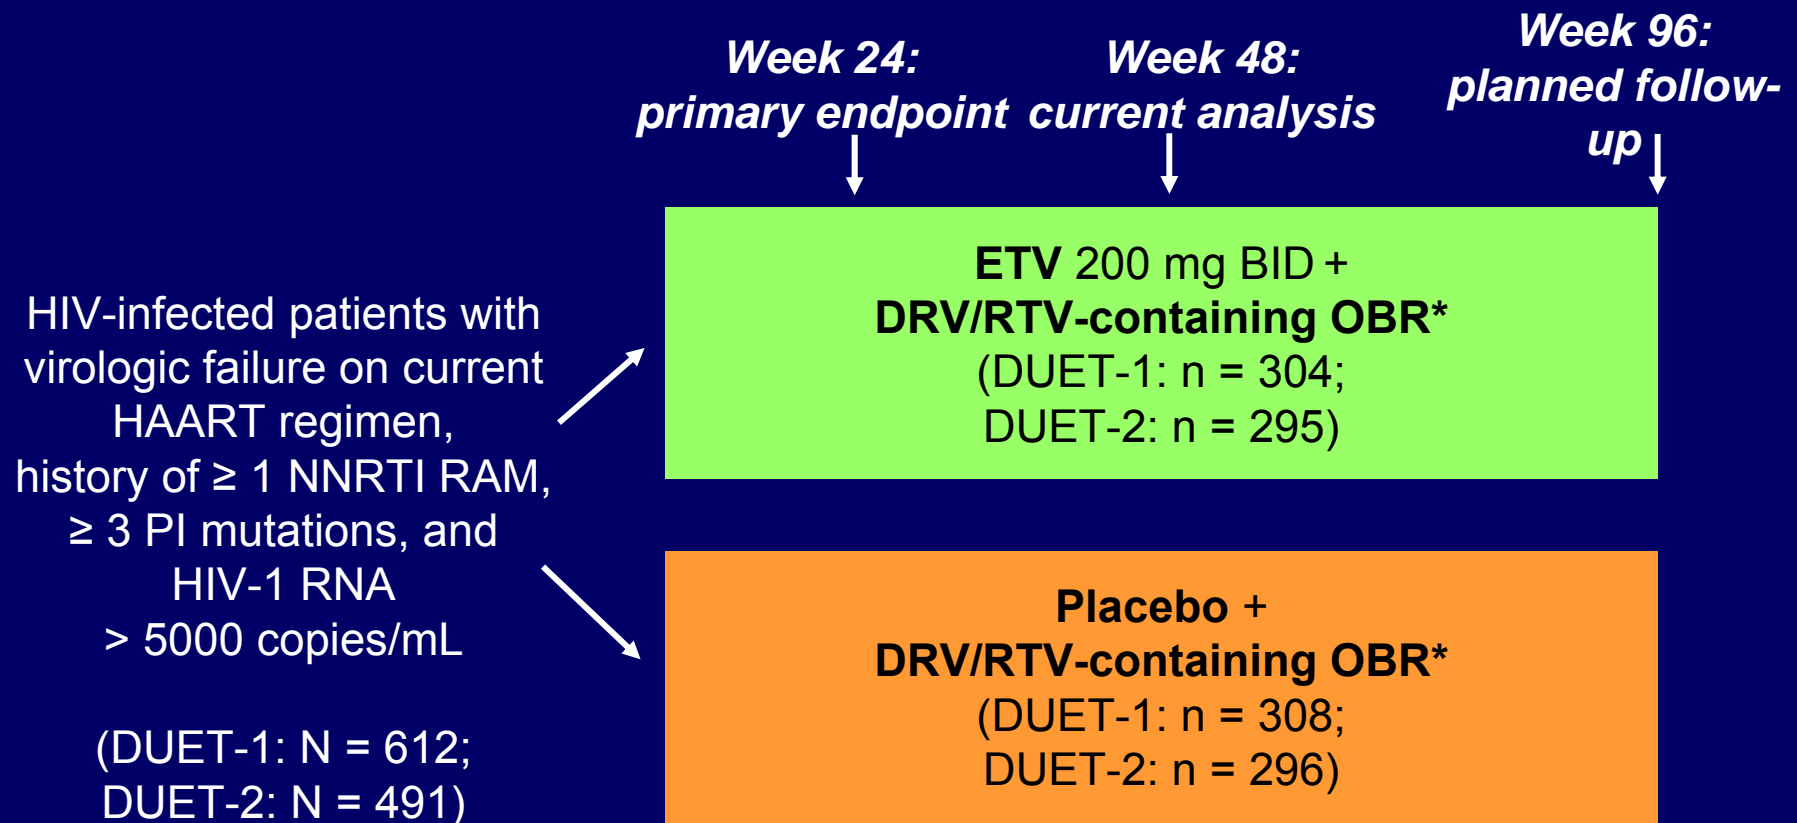 Week 24:
primary endpoint
Week 48:
current analysis
Week 96:
planned follow-
up
HIV-infected patients with
virologic failure on current
HAART regimen,
history of ≥ 1 NNRTI RAM,
≥ 3 PI mutations, and
HIV-1 RNA
> 5000 copies/mL
(DUET-1: N = 612;
DUET-2: N = 491)
ETV 200 mg BID +
DRV/RTV-containing OBR*
(DUET-1: n = 304;
DUET-2: n = 295)
Placebo +
DRV/RTV-containing OBR*
(DUET-1: n = 308;
DUET-2: n = 296)